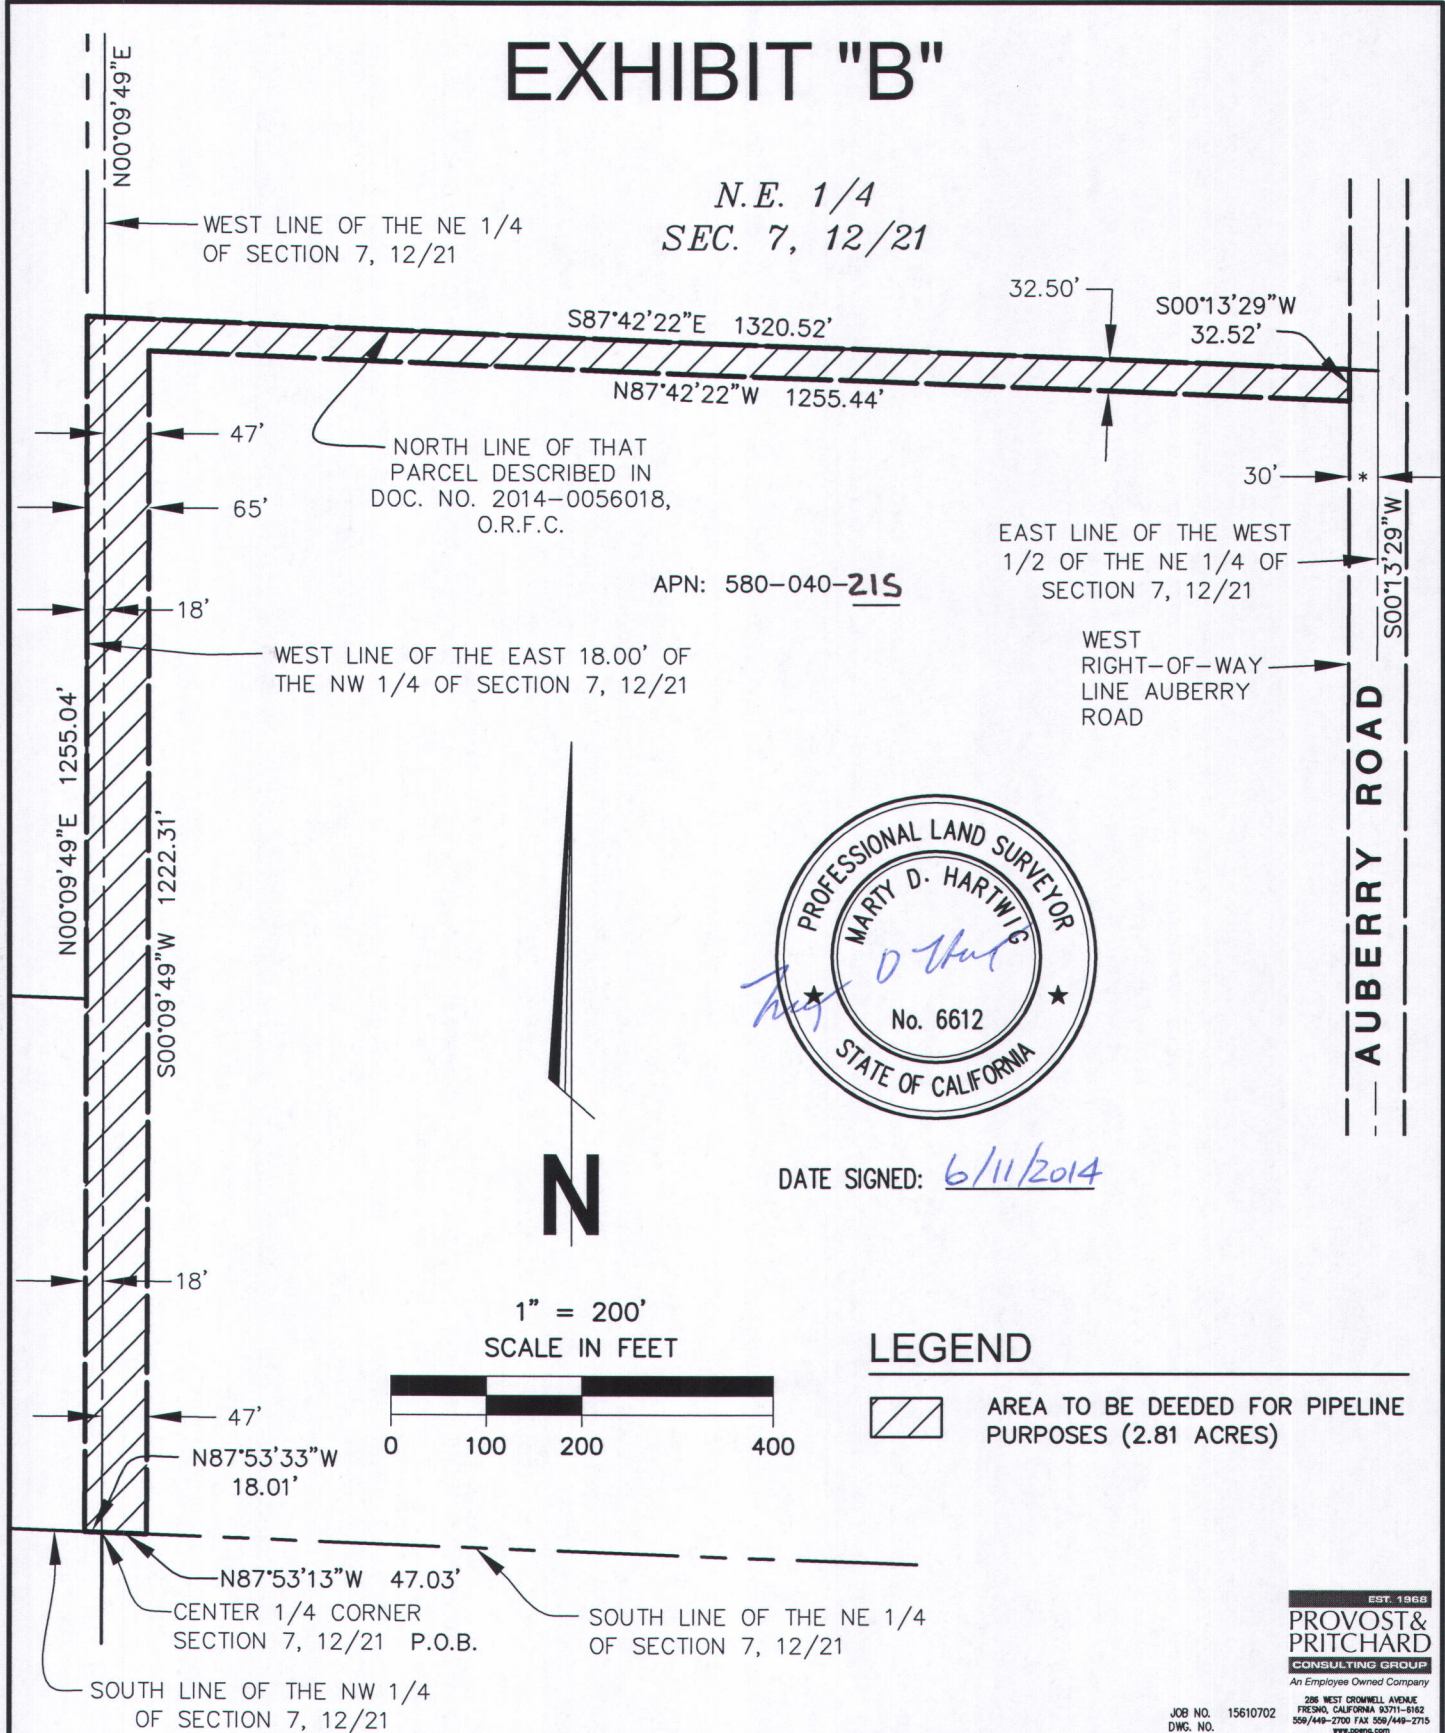 EXHIBIT "B"
N00°09'49"E
N.E. 1/4
SEC. 7, 12/21
WEST LINE OF THE NE 1/4
OF SECTION 7, 12/21
32.50'
S00°13'29"W
32.52'
S87°42'22"E 1320.52'
N87°42'22"W 1255.44'
47'
NORTH LINE OF THAT
PARCEL DESCRIBED IN
DOC. NO. 2014-0056018,
O.R.F.C.
65'
30'
*
S00°13'29"W
EAST LINE OF THE WEST
1/2 OF THE NE 1/4 OF
SECTION 7, 12/21
APN: 580-040-21S
18'
WEST LINE OF THE EAST 18.00' OF
THE NW 1/4 OF SECTION 7, 12/21
WEST
RIGHT-OF-WAY
LINE AUBERRY
ROAD
AUBERRY ROAD
N00°09'49"E 1255.04'
S00°09'49"W 1222.31'
PROFESSIONAL LAND SURVEYOR
MARTY D. HARTWIG
No. 6612
STATE OF CALIFORNIA
DATE SIGNED: 6/11/2014
N
18'
1" = 200'
SCALE IN FEET
0 100 200 400
LEGEND
AREA TO BE DEEDED FOR PIPELINE
PURPOSES (2.81 ACRES)
47'
N87°53'33"W
18.01'
N87°53'13"W 47.03'
CENTER 1/4 CORNER
SECTION 7, 12/21 P.O.B.
SOUTH LINE OF THE NE 1/4
OF SECTION 7, 12/21
SOUTH LINE OF THE NW 1/4
OF SECTION 7, 12/21
EST. 1968
PROVOST&
PRITCHARD
CONSULTING GROUP
An Employee Owned Company
286 WEST CROMWELL AVENUE
FRESNO, CALIFORNIA 93711-6162
559/449-2700 FAX 559/449-2715
www.ppeng.com
JOB NO. 15610702
DWG. NO.